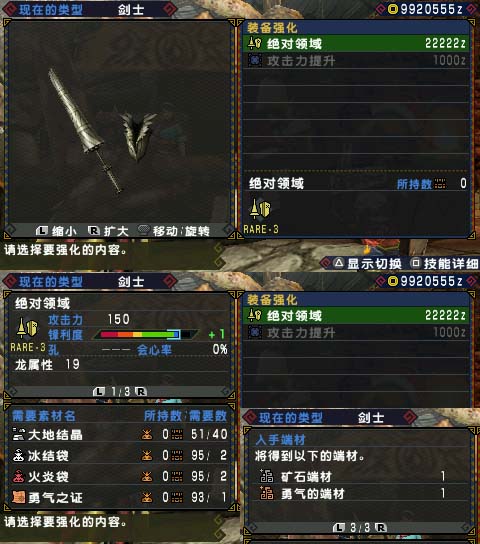 现在的类型 剑士
9920555z
装备强化
绝对领域 22222z
攻击力提升 1000z
绝对领域 所持数 0
RARE-3
L 缩小 R 扩大 移动/旋转
请选择要强化的内容。
△显示切换 □技能详细
现在的类型 剑士
9920555z
绝对领域
攻击力 150
锋利度 +1
RARE-3 孔 --- 会心率 0%
龙属性 19
L 1/3 R
装备强化
绝对领域 22222z
攻击力提升 1000z
需要素材名 所持数/需要数
大地结晶 0 51/40
冰结袋 0 95/ 2
火炎袋 0 95/ 2
勇气之证 0 93/ 1
请选择要强化的内容。
现在的类型 剑士
入手端材
将得到以下的端材。
矿石端材 1
勇气的端材 1
L 3/3 R